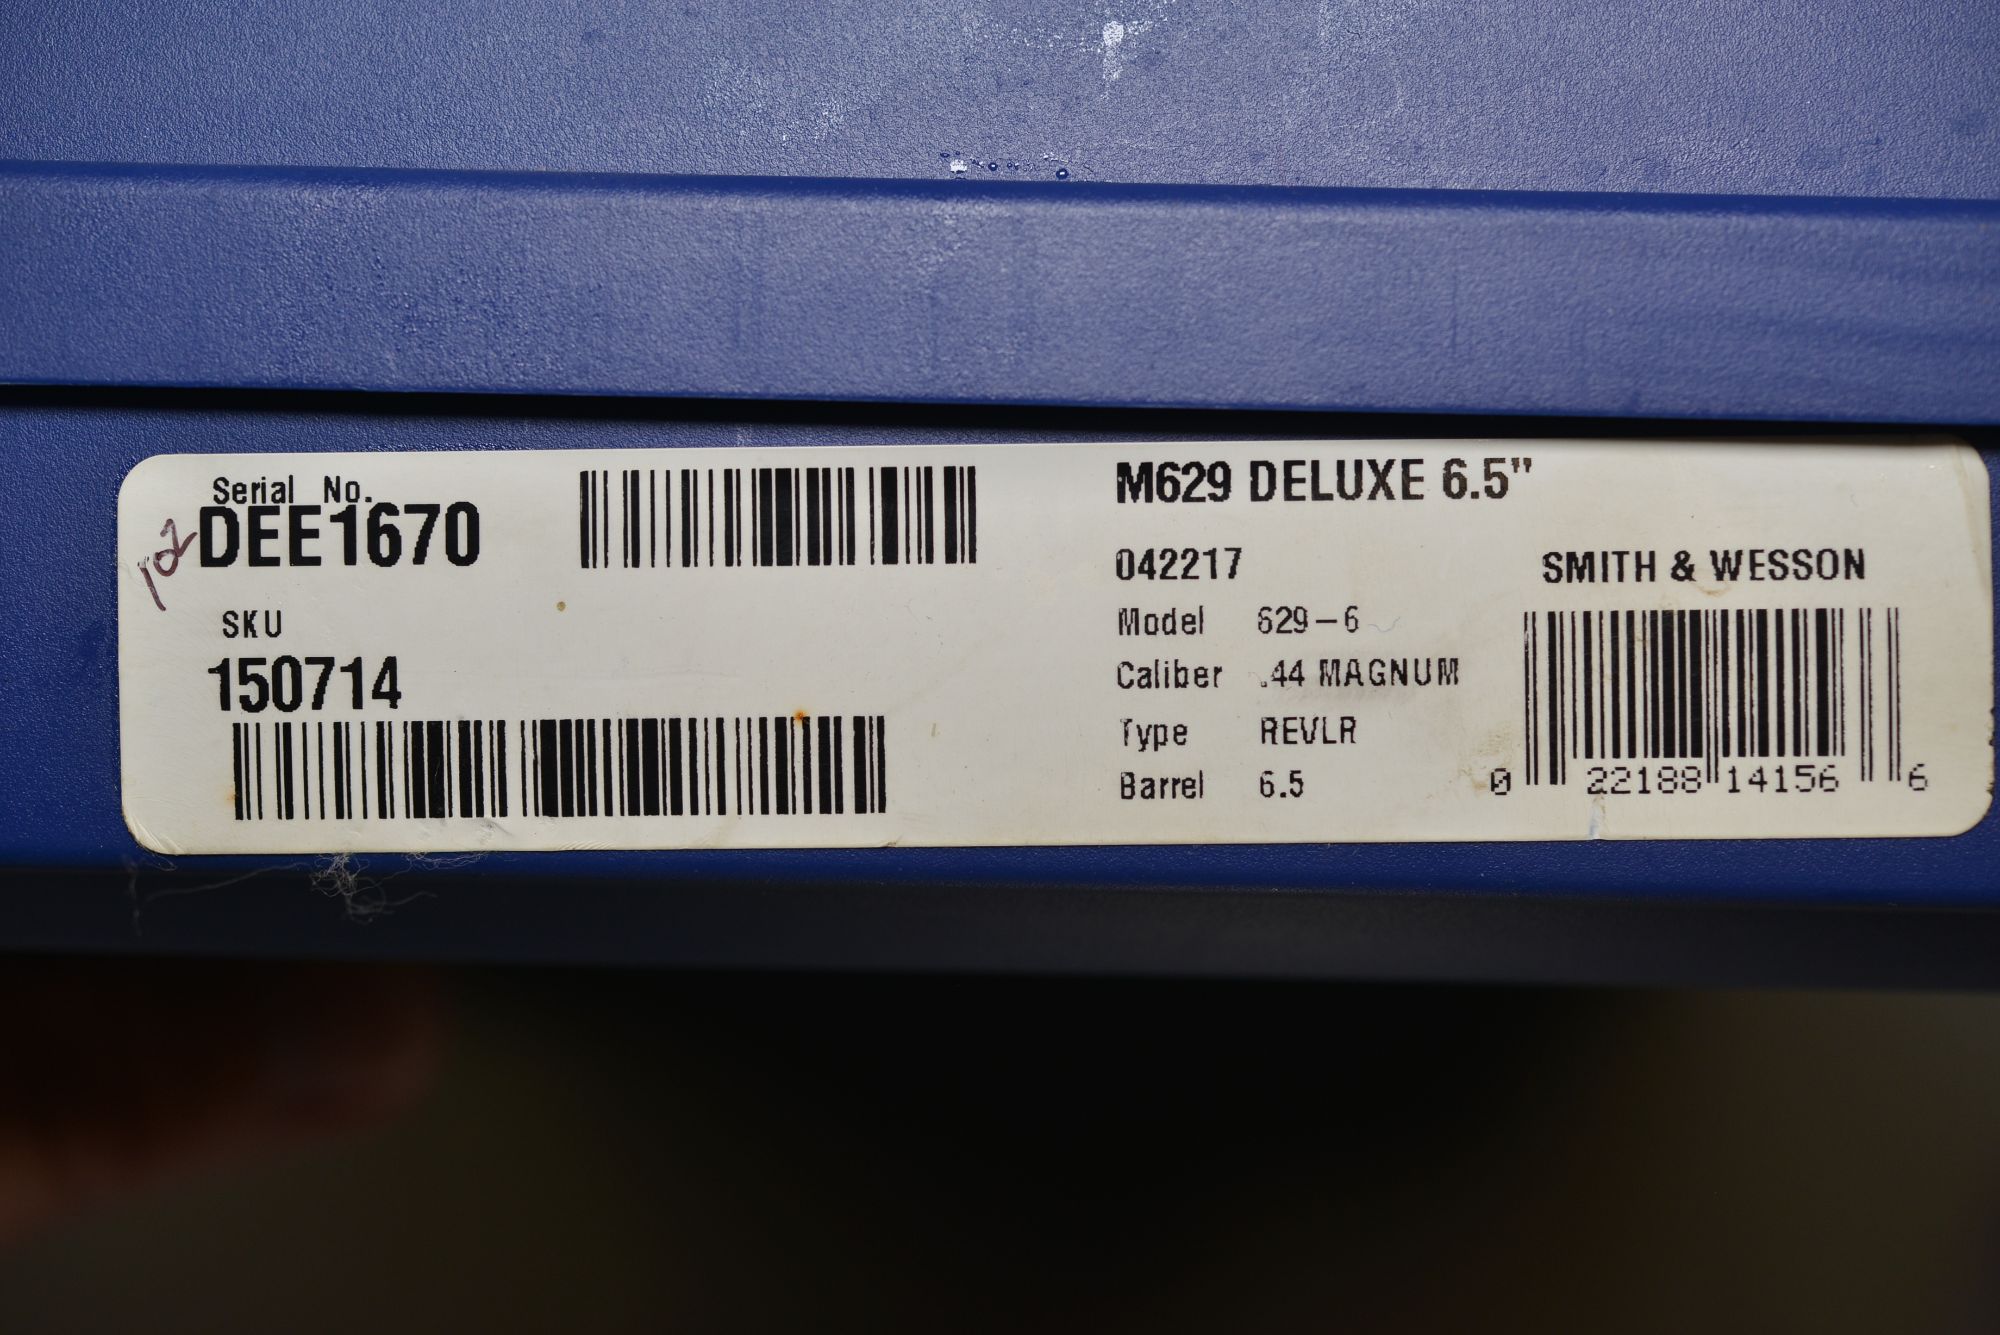 Serial No.
DEE1670
102
SKU
150714
M629 DELUXE 6.5"
042217
Model 629-6
Caliber .44 MAGNUM
Type REVLR
Barrel 6.5
SMITH & WESSON
0 22188 14156 6